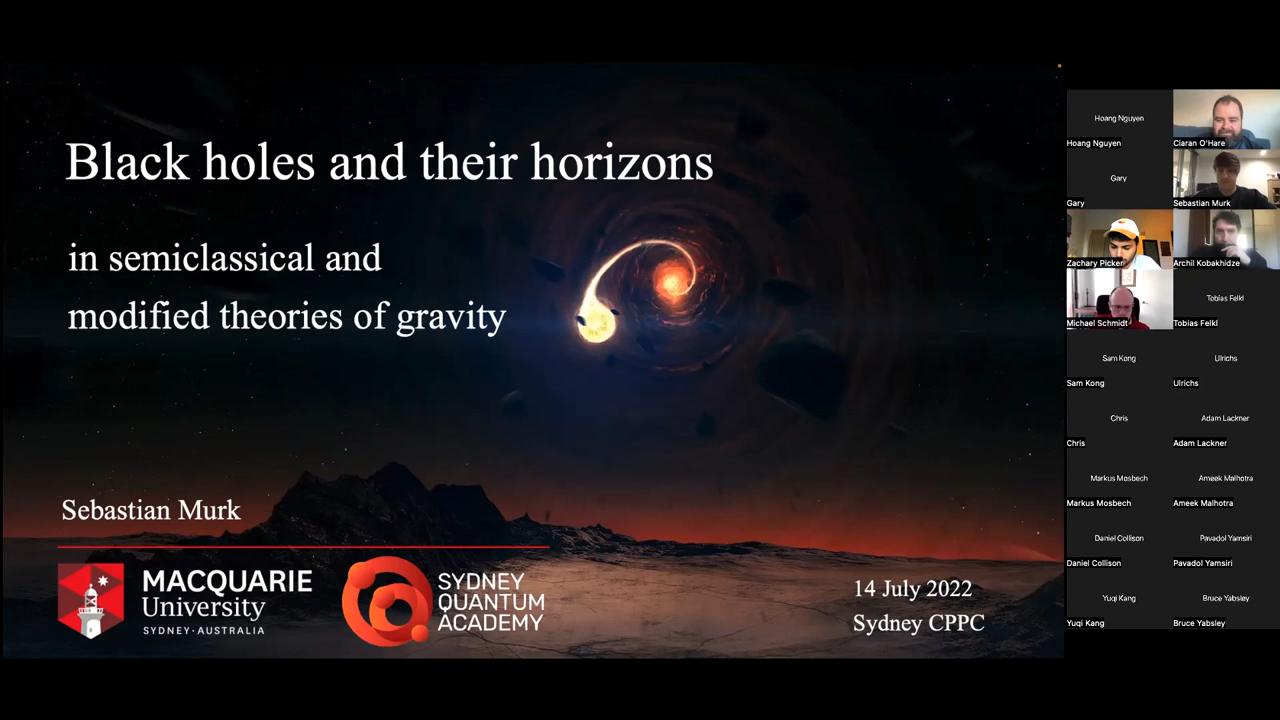 Black holes and their horizons
in semiclassical and
modified theories of gravity
Sebastian Murk
MACQUARIE
University
SYDNEY·AUSTRALIA
SYDNEY
QUANTUM
ACADEMY
14 July 2022
Sydney CPPC
Hoang Nguyen
Hoang Nguyen
Ciaran O'Hare
Gary
Gary
Sebastian Murk
Zachary Picker
Archil Kobakhidze
Michael Schmidt
Tobias Felkl
Tobias Felkl
Sam Kong
Sam Kong
Ulrichs
Ulrichs
Chris
Chris
Adam Lackner
Adam Lackner
Markus Mosbech
Markus Mosbech
Ameek Malhotra
Ameek Malhotra
Daniel Collison
Daniel Collison
Pavadol Yamsiri
Pavadol Yamsiri
Yuqi Kang
Yuqi Kang
Bruce Yabsley
Bruce Yabsley